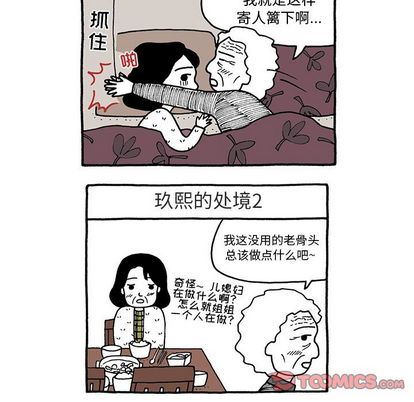 我就是这样
寄人篱下啊...
抓住
啪
玖熙的处境2
我这没用的老骨头
总该做点什么吧~
奇怪~ 儿媳妇
在做什么啊?
怎么就姐姐
一个人在做?
TOOMICS.COM